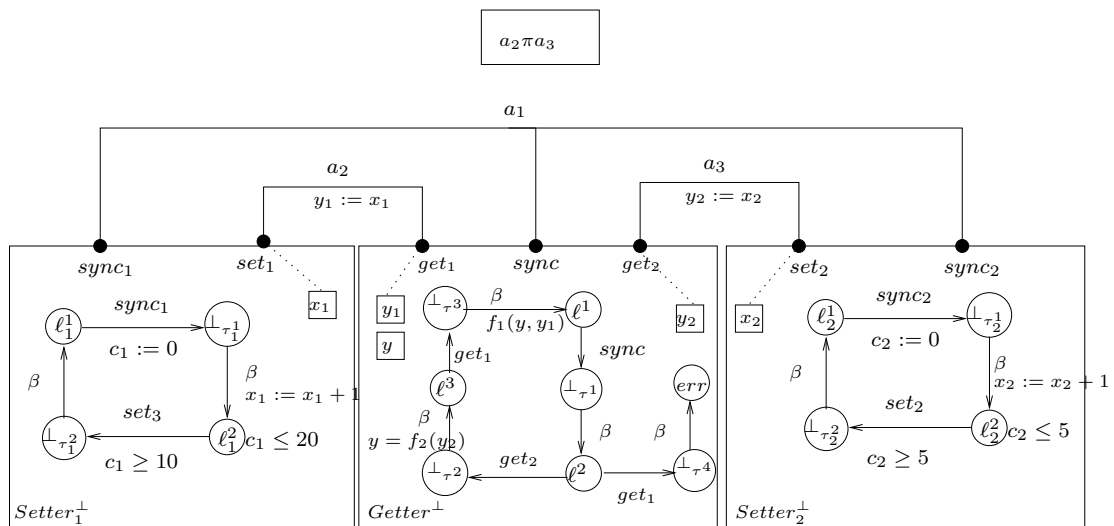 a₂πa₃
a₁
a₂
a₃
y₁ := x₁
y₂ := x₂
sync₁
set₁
get₁
sync
get₂
set₂
sync₂
x₁
y₁
y
y₂
x₂
ℓ₁¹
sync₁
c₁ := 0
⊥τ₁¹
β
β
x₁ := x₁ + 1
set₃
⊥τ₁²
c₁ ≥ 10
ℓ₁²
c₁ ≤ 20
Setter₁^⊥
⊥τ³
β
f₁(y, y₁)
ℓ¹
sync
get₁
ℓ³
⊥τ¹
err
β
y = f₂(y₂)
β
β
⊥τ²
get₂
ℓ²
get₁
⊥τ⁴
Getter^⊥
ℓ₂¹
sync₂
c₂ := 0
⊥τ₂¹
β
β
x₂ := x₂ + 1
set₂
⊥τ₂²
c₂ ≥ 5
ℓ₂²
c₂ ≤ 5
Setter₂^⊥